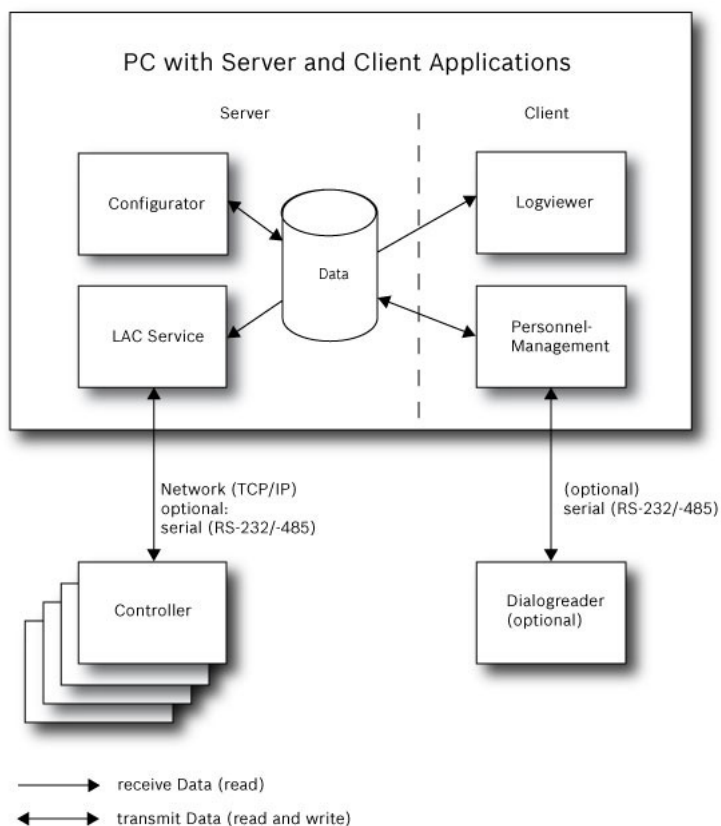 PC with Server and Client Applications
Server
Client
Configurator
Logviewer
Data
LAC Service
Personnel-
Management
Network (TCP/IP)
optional:
serial (RS-232/-485)
(optional)
serial (RS-232/-485)
Controller
Dialogreader
(optional)
receive Data (read)
transmit Data (read and write)